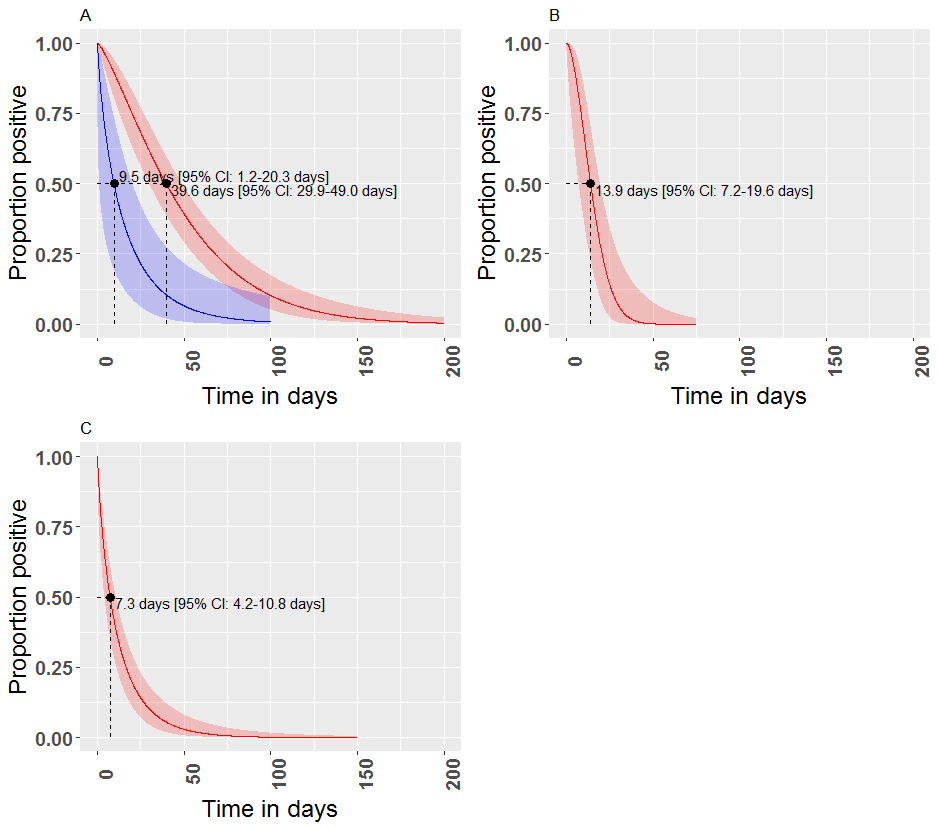 A
1.00
0.75
0.50
0.25
0.00
Proportion positive
9.5 days [95% CI: 1.2-20.3 days]
39.6 days [95% CI: 29.9-49.0 days]
0
50
100
150
200
Time in days
B
1.00
0.75
0.50
0.25
0.00
Proportion positive
13.9 days [95% CI: 7.2-19.6 days]
0
50
100
150
200
Time in days
C
1.00
0.75
0.50
0.25
0.00
Proportion positive
7.3 days [95% CI: 4.2-10.8 days]
0
50
100
150
200
Time in days